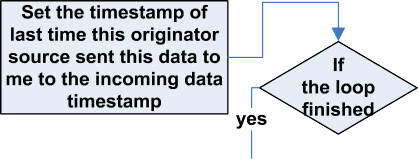 Set the timestamp of
last time this originator
source sent this data to
me to the incoming data
timestamp
If
the loop
finished
yes